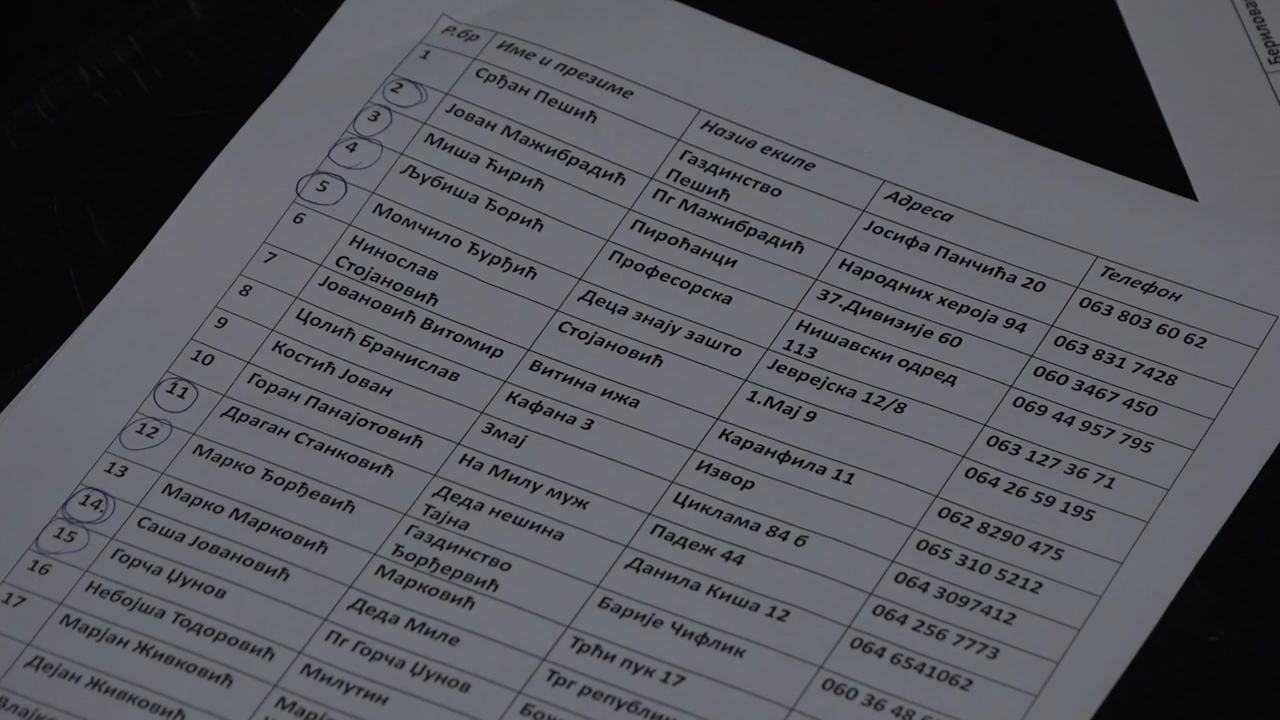 Р.бр Име и презиме Назив екипе Адреса Телефон
1 Срђан Пешић Газдинство Пешић Јосифа Панчића 20 063 803 60 62
2 Јован Мажибрадић Пг Мажибрадић Народних хероја 94 063 831 7428
3 Миша Ћирић Пироћанци 37.Дивизије 60 060 3467 450
4 Љубиша Ћорић Професорска Нишавски одред 113 069 44 957 795
5 Момчило Ђурђић Деца знају зашто Јеврејска 12/8 063 127 36 71
6 Нинослав Стојановић Стојановић 1.Мај 9 064 26 59 195
7 Јовановић Витомир Витина ижа Каранфила 11 062 8290 475
8 Цолић Бранислав Кафана 3 Извор 065 310 5212
9 Костић Јован Змај Циклама 84 б 064 3097412
10 Горан Панајотовић На Милу муж Падеж 44 064 256 7773
11 Драган Станковић Деда нешина Тајна Данила Киша 12 064 6541062
12 Марко Ђорђевић Газдинство Ђорђервић Барије Чифлик 060 36 48
13 Марко Марковић Марковић Трћи пук 17
14 Саша Јовановић Деда Миле Трг републик
15 Горча Џунов Пг Горча Џунов
16 Небојша Тодоровић Милутин
17 Марјан Живковић
Дејан Живковић